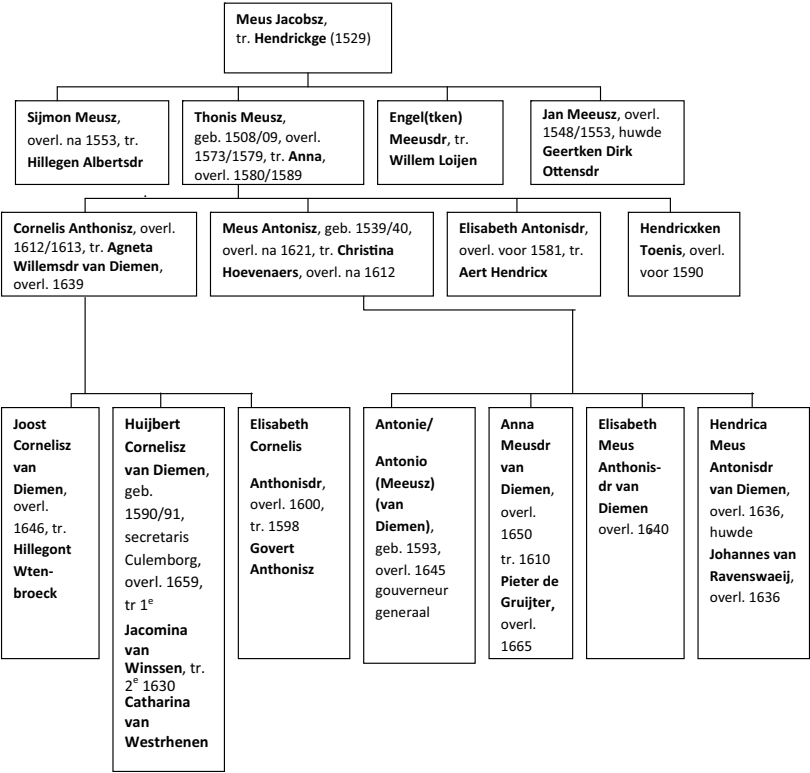 Meus Jacobsz,
tr. Hendrickge (1529)
Sijmon Meusz,
overl. na 1553, tr.
Hillegen Albertsdr
Thonis Meusz,
geb. 1508/09, overl.
1573/1579, tr. Anna,
overl. 1580/1589
Engel(tken)
Meeusdr, tr.
Willem Loijen
Jan Meeusz, overl.
1548/1553, huwde
Geertken Dirk
Ottensdr
Cornelis Anthonisz, overl.
1612/1613, tr. Agneta
Willemsdr van Diemen,
overl. 1639
Meus Antonisz, geb. 1539/40,
overl. na 1621, tr. Christina
Hoevenaers, overl. na 1612
Elisabeth Antonisdr,
overl. voor 1581, tr.
Aert Hendricx
Hendricxken
Toenis, overl.
voor 1590
Joost
Cornelisz
van
Diemen,
overl.
1646, tr.
Hillegont
Wten-
broeck
Huijbert
Cornelisz
van Diemen,
geb.
1590/91,
secretaris
Culemborg,
overl. 1659,
tr 1e
Jacomina
van
Winssen, tr.
2e 1630
Catharina
van
Westrhenen
Elisabeth
Cornelis
Anthonisdr,
overl. 1600,
tr. 1598
Govert
Anthonisz
Antonie/
Antonio
(Meeusz)
(van
Diemen),
geb. 1593,
overl. 1645
gouverneur
generaal
Anna
Meusdr
van
Diemen,
overl.
1650
tr. 1610
Pieter de
Gruijter,
overl.
1665
Elisabeth
Meus
Anthonis-
dr van
Diemen
overl. 1640
Hendrica
Meus
Antonisdr
van Diemen,
overl. 1636,
huwde
Johannes van
Ravenswaeij,
overl. 1636